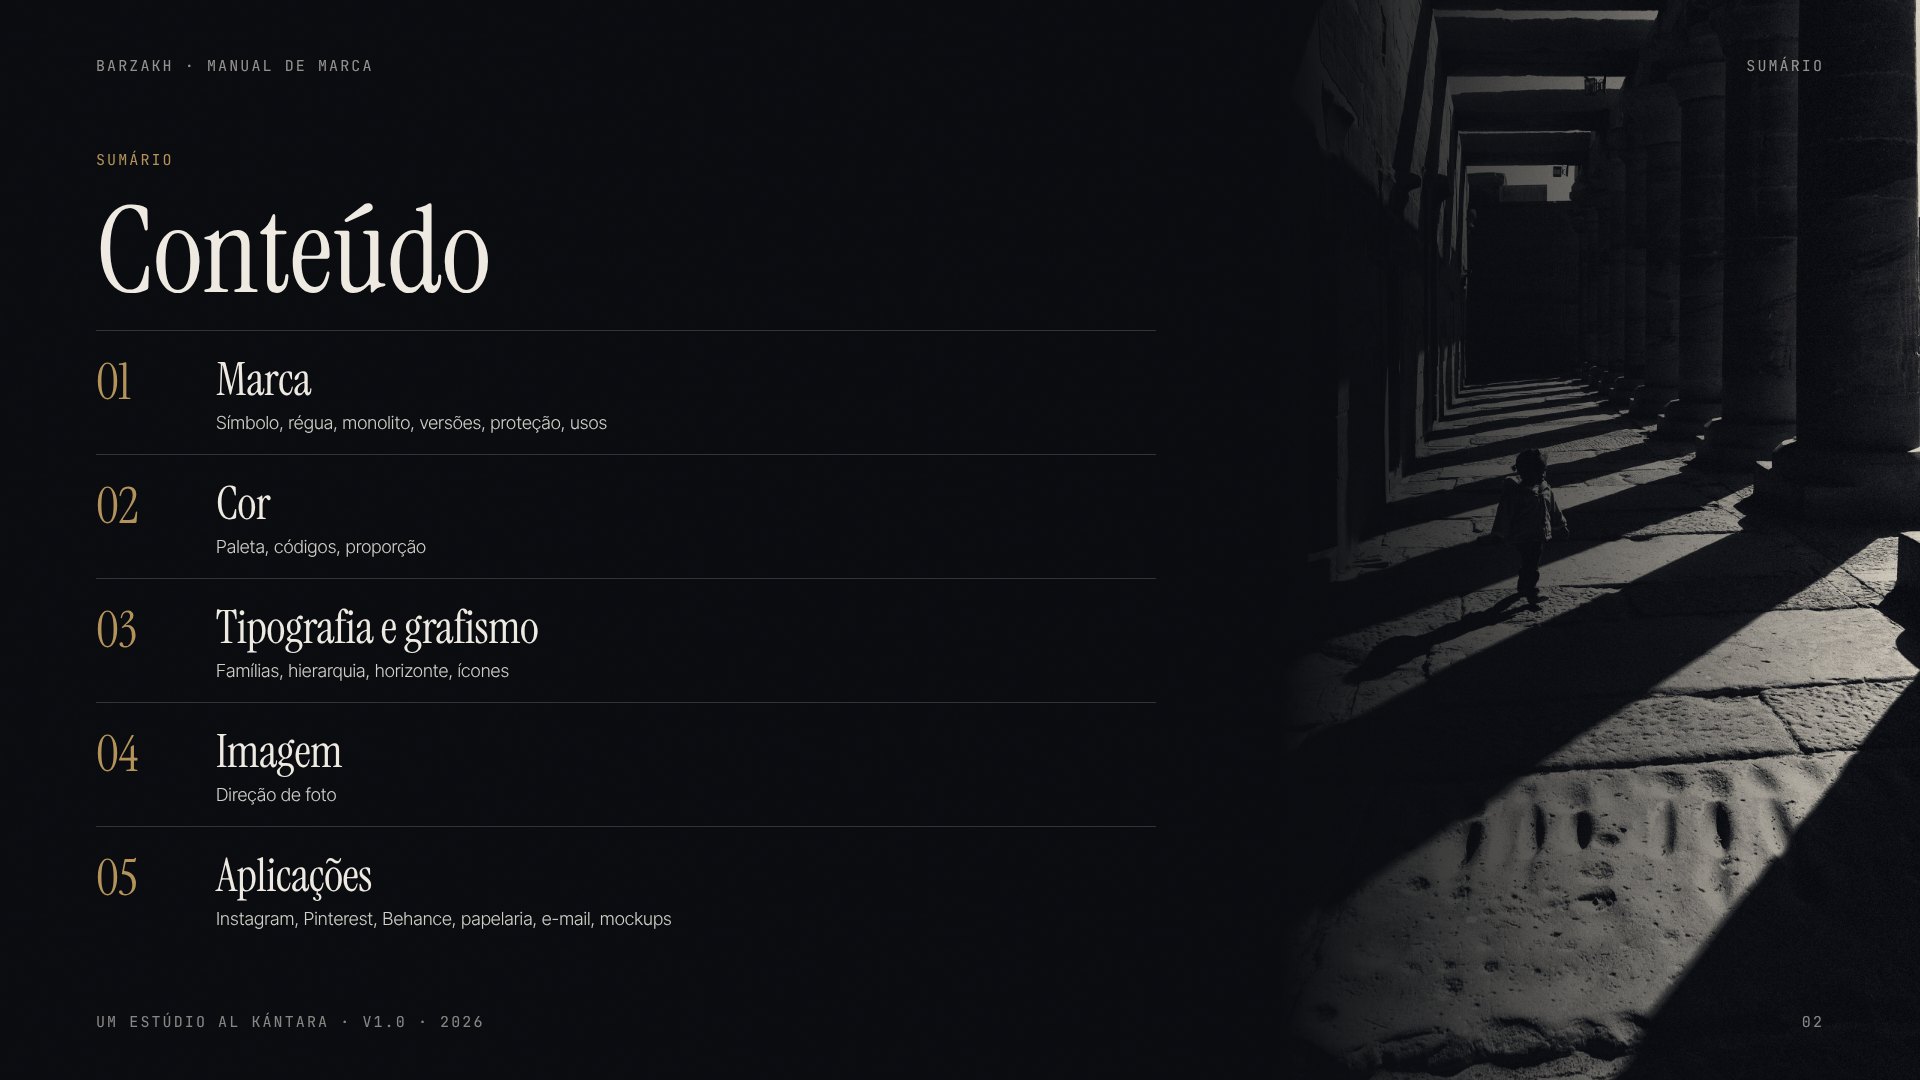 BARZAKH · MANUAL DE MARCA
SUMÁRIO
SUMÁRIO
Conteúdo
01
Marca
Símbolo, régua, monolito, versões, proteção, usos
02
Cor
Paleta, códigos, proporção
03
Tipografia e grafismo
Famílias, hierarquia, horizonte, ícones
04
Imagem
Direção de foto
05
Aplicações
Instagram, Pinterest, Behance, papelaria, e-mail, mockups
UM ESTÚDIO AL KÁNTARA · V1.0 · 2026
02